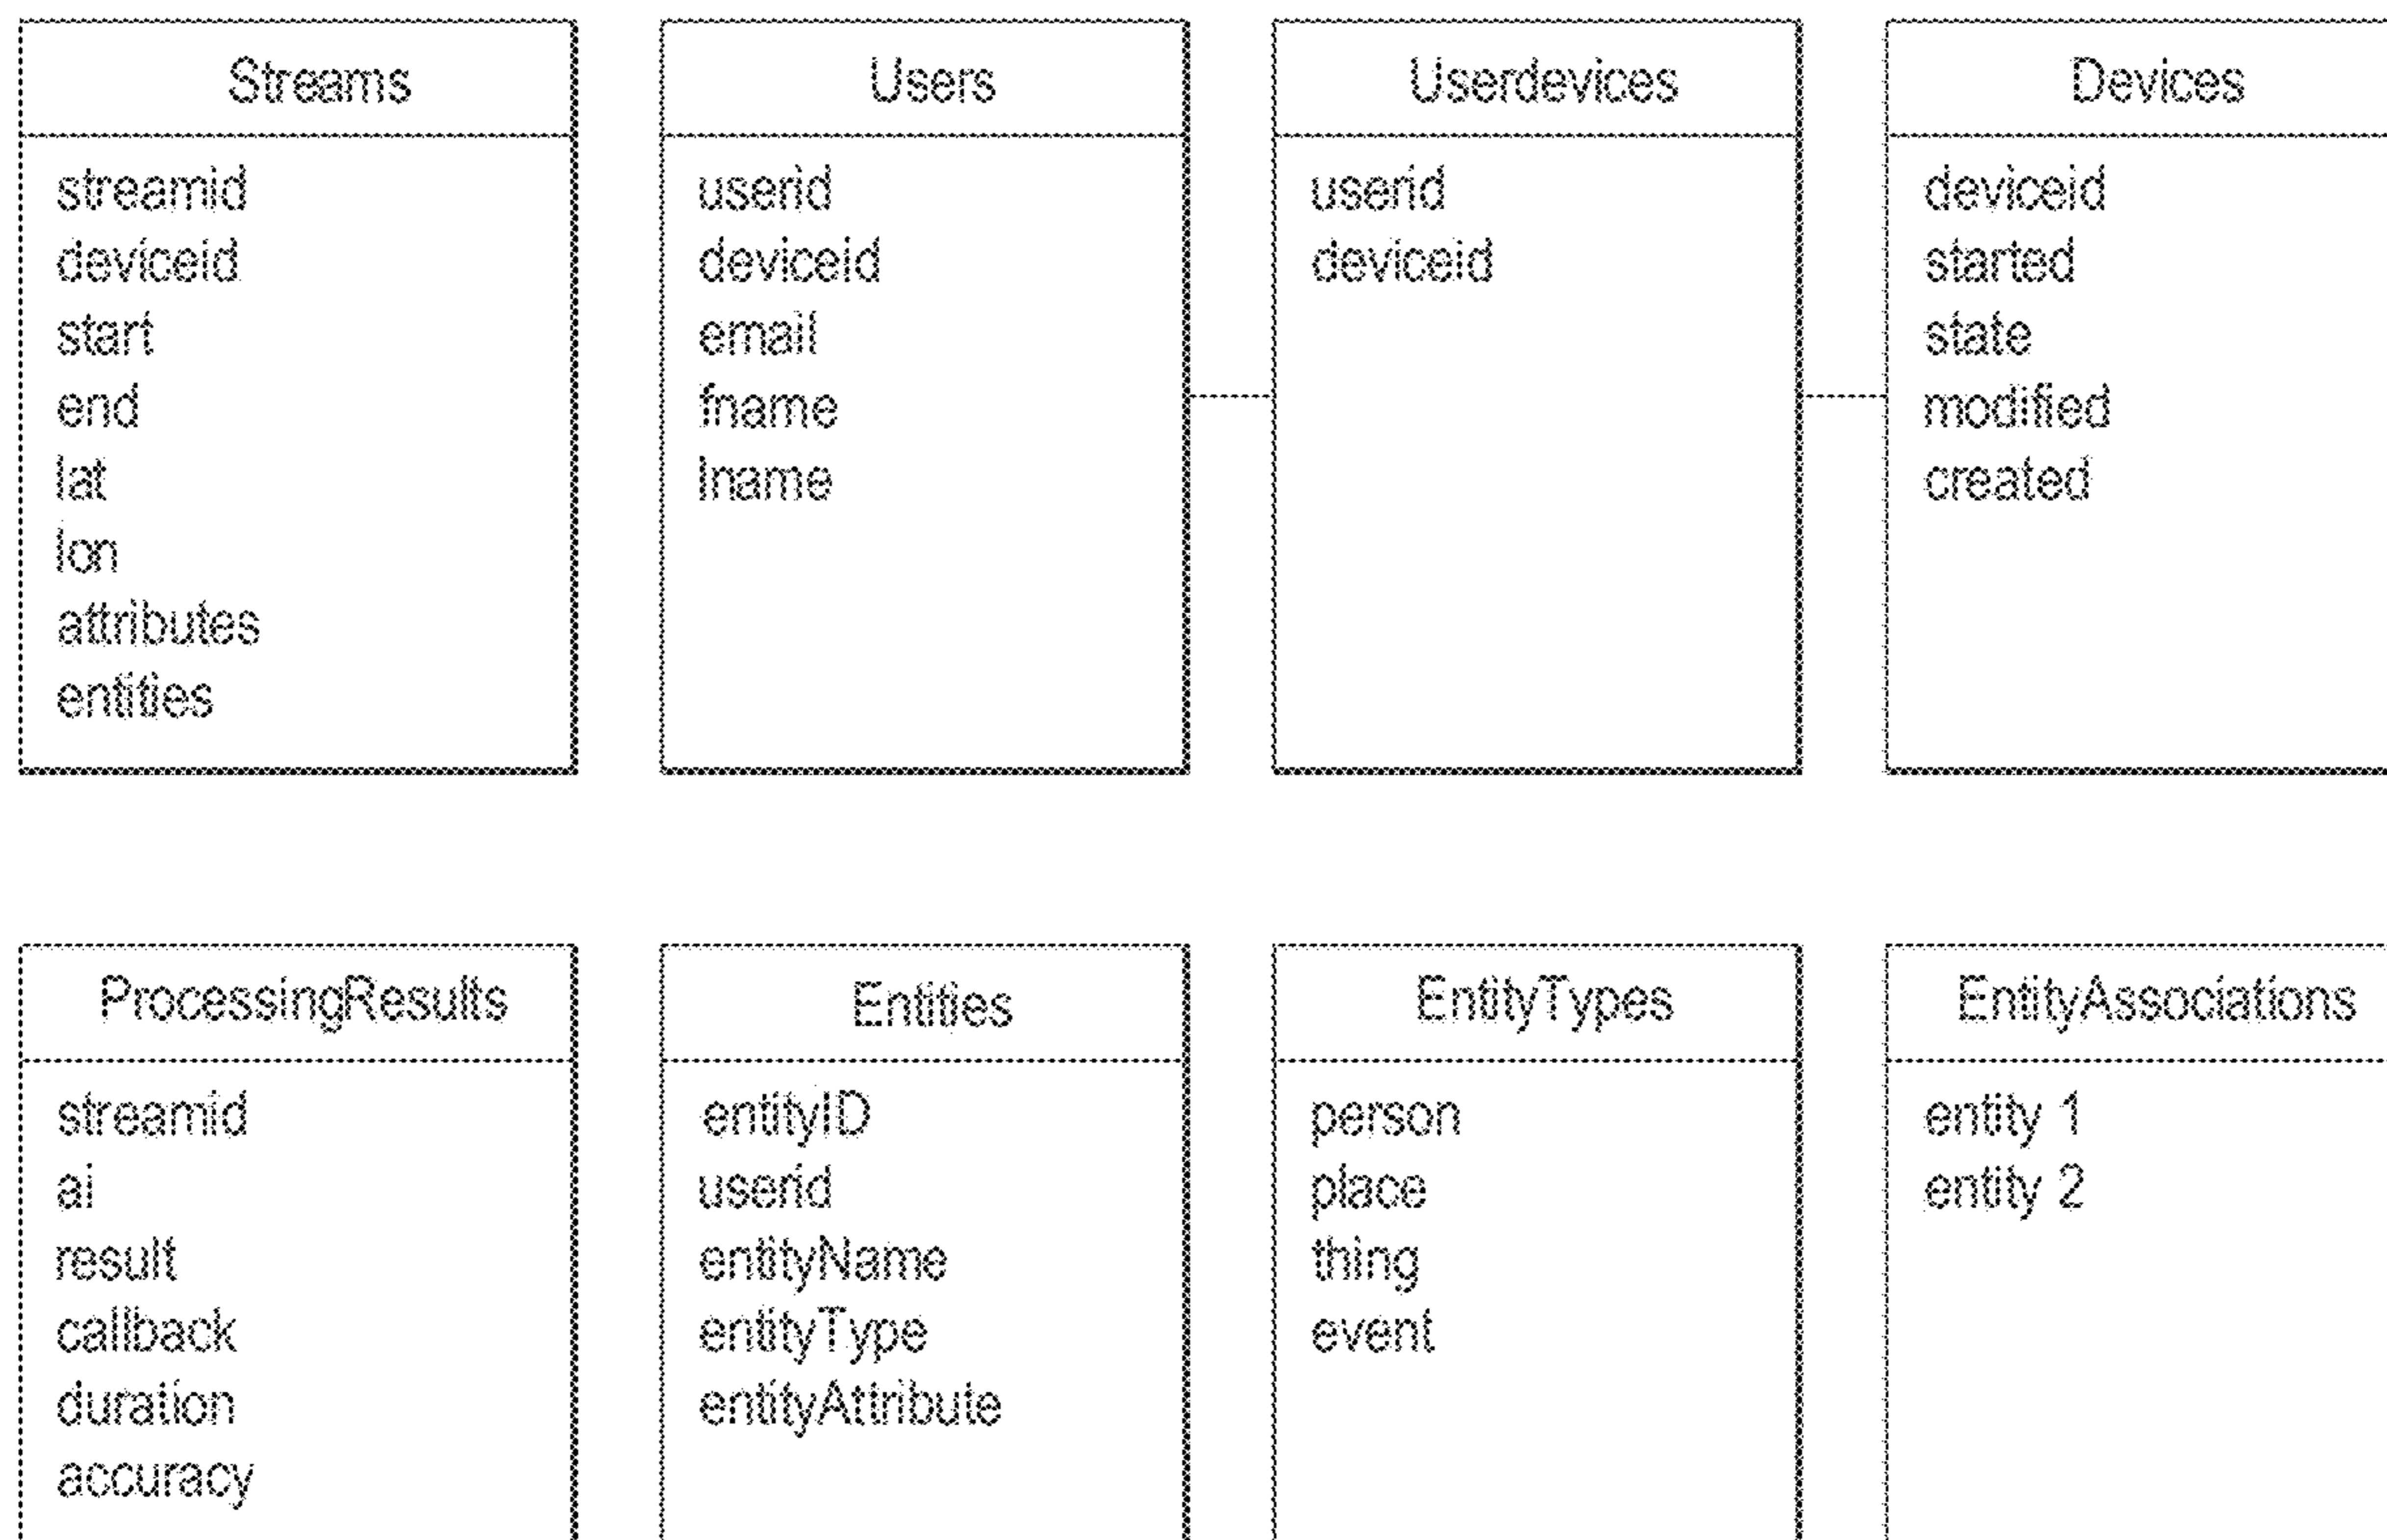 Streams
streamid
deviceid
start
end
lat
lon
attributes
entities
Users
userid
deviceid
email
fname
lname
Userdevices
userid
deviceid
Devices
deviceid
started
state
modified
created
ProcessingResults
streamid
ai
result
callback
duration
accuracy
Entities
entityID
userid
entityName
entityType
entityAttribute
EntityTypes
person
place
thing
event
EntityAssociations
entity 1
entity 2